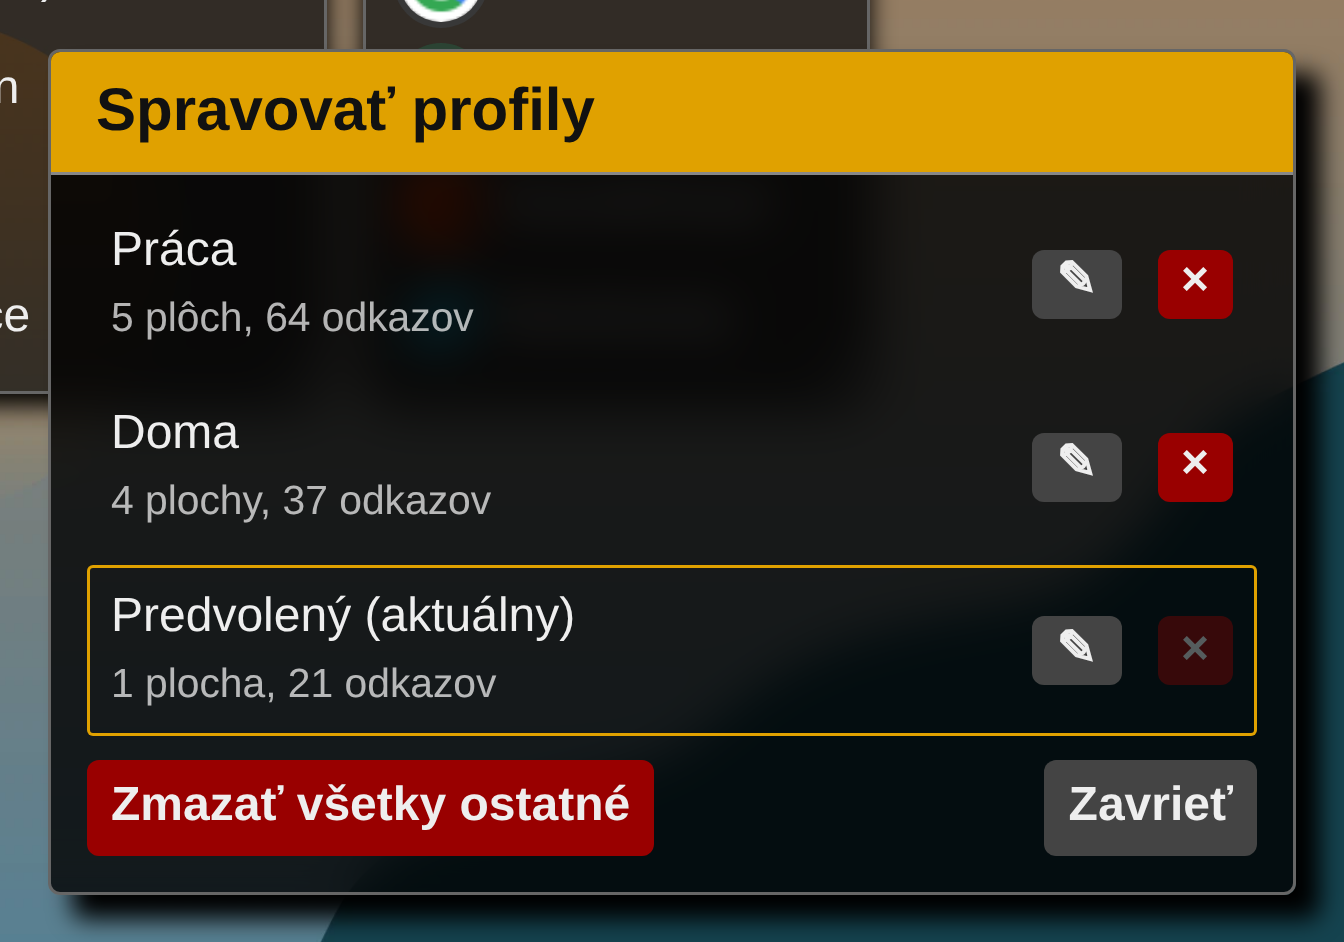 Spravovať profily
Práca
5 plôch, 64 odkazov
Doma
4 plochy, 37 odkazov
Predvolený (aktuálny)
1 plocha, 21 odkazov
Zmazať všetky ostatné
Zavrieť